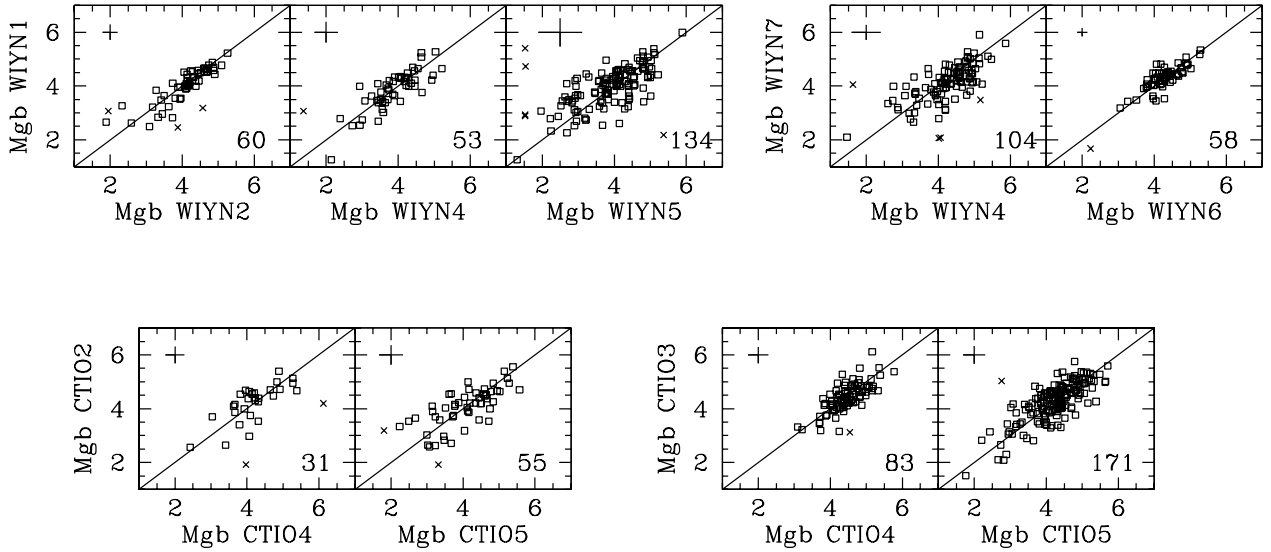 Mgb WIYN1
6
4
2
60
53
134
2 4 6 2 4 6 2 4 6
Mgb WIYN2 Mgb WIYN4 Mgb WIYN5
Mgb WIYN7
6
4
2
104
58
2 4 6 2 4 6
Mgb WIYN4 Mgb WIYN6
Mgb CTIO2
6
4
2
31
55
2 4 6 2 4 6
Mgb CTIO4 Mgb CTIO5
Mgb CTIO3
6
4
2
83
171
2 4 6 2 4 6
Mgb CTIO4 Mgb CTIO5